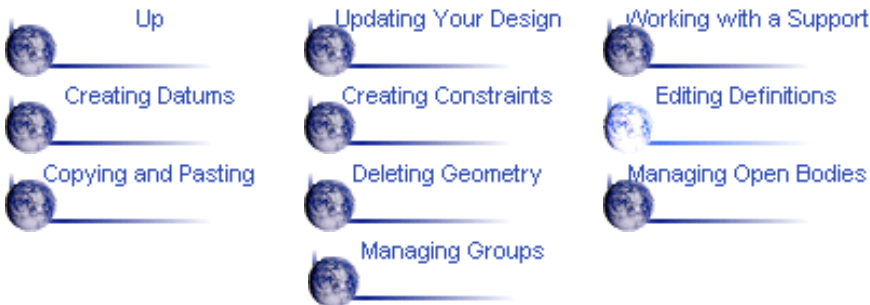 Up
Updating Your Design
Working with a Support
Creating Datums
Creating Constraints
Editing Definitions
Copying and Pasting
Deleting Geometry
Managing Open Bodies
Managing Groups